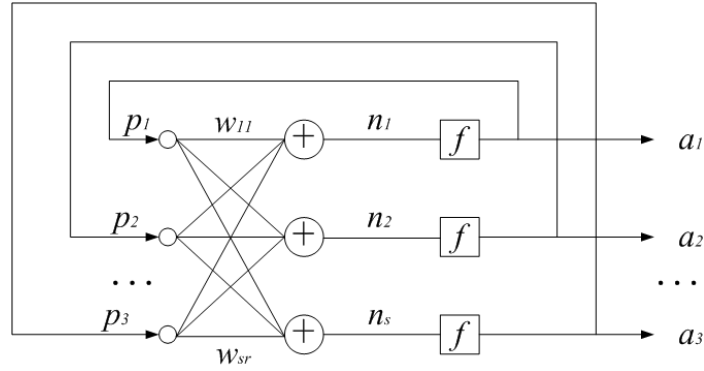 p1 w11 + n1 f a1
p2 + n2 f a2
... ...
p3 wsr + ns f a3